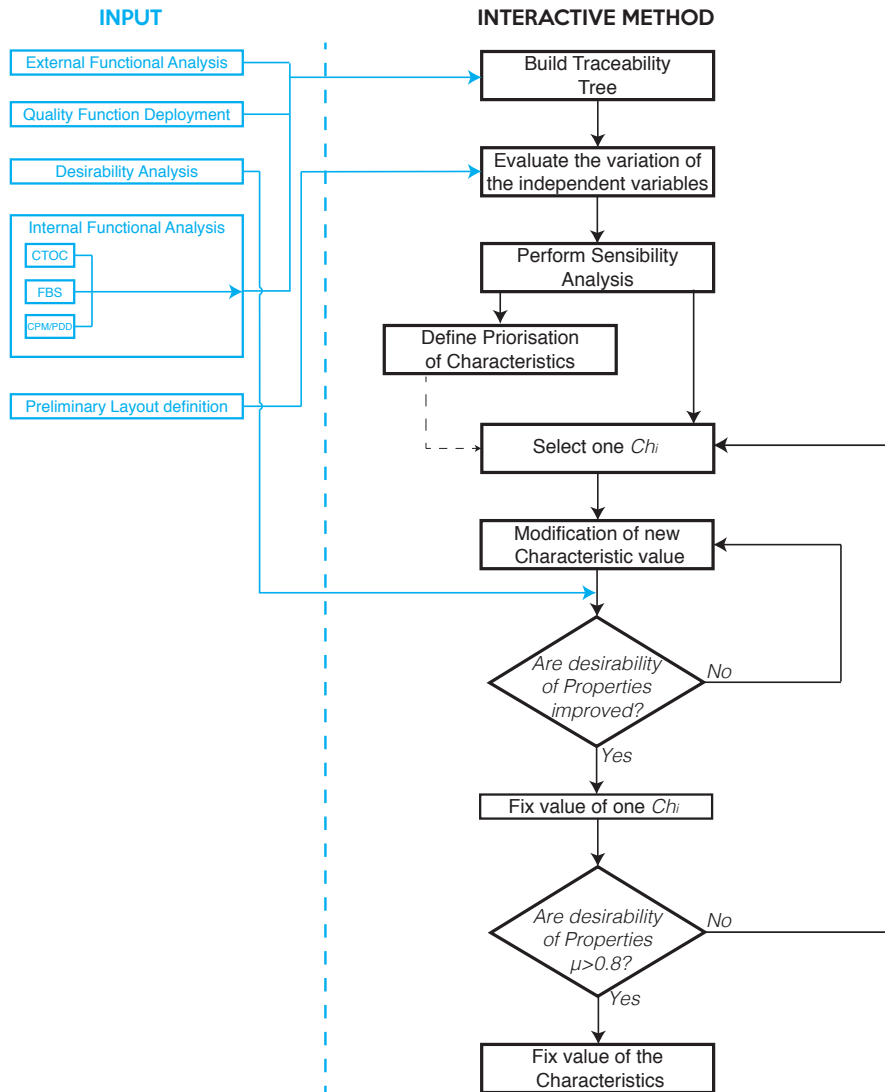 INPUT
External Functional Analysis
Quality Function Deployment
Desirability Analysis
Internal Functional Analysis
CTOC
FBS
CPM/PDD
Preliminary Layout definition
INTERACTIVE METHOD
Build Traceability
Tree
Evaluate the variation of
the independent variables
Perform Sensibility
Analysis
Define Priorisation
of Characteristics
Select one Chi
Modification of new
Characteristic value
Are desirability
of Properties
improved?
No
Yes
Fix value of one Chi
Are desirability
of Properties
μ>0.8?
No
Yes
Fix value of the
Characteristics